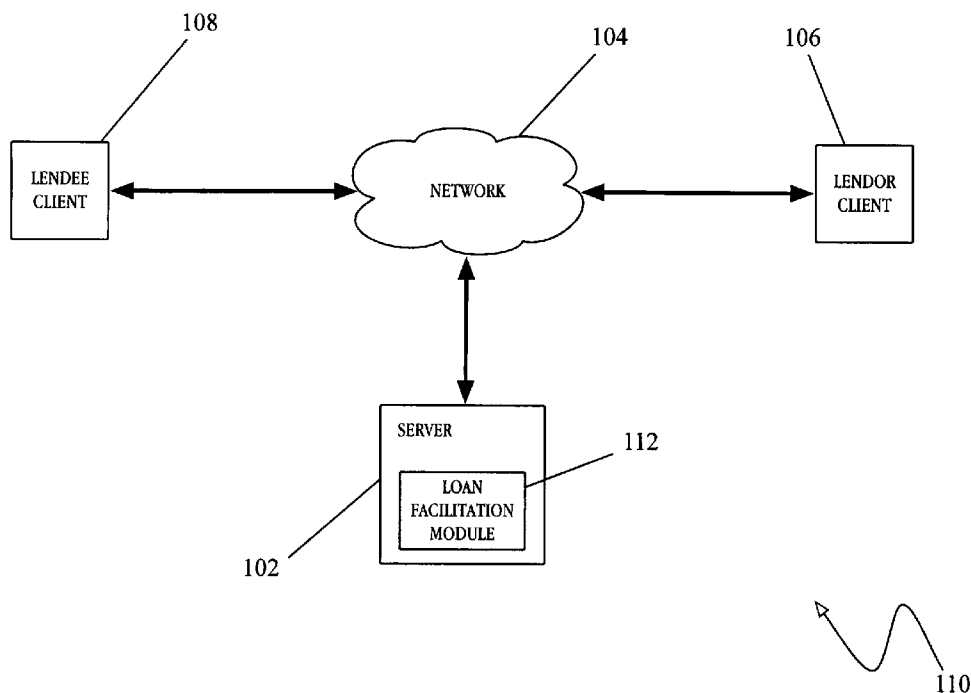 108
104
106
LENDEE
CLIENT
NETWORK
LENDOR
CLIENT
SERVER
112
LOAN
FACILITATION
MODULE
102
110